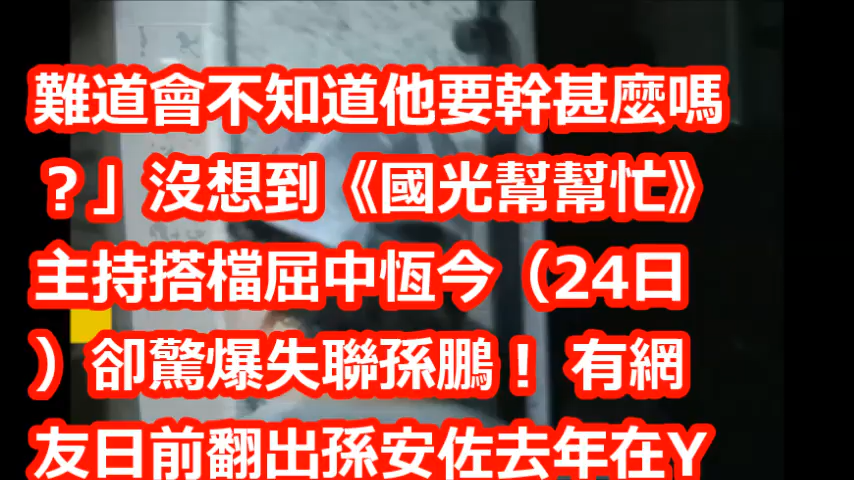 難道會不知道他要幹甚麼嗎
？」沒想到《國光幫幫忙》
主持搭檔屈中恆今（24日
）卻驚爆失聯孫鵬！ 有網
友日前翻出孫安佐去年在Y